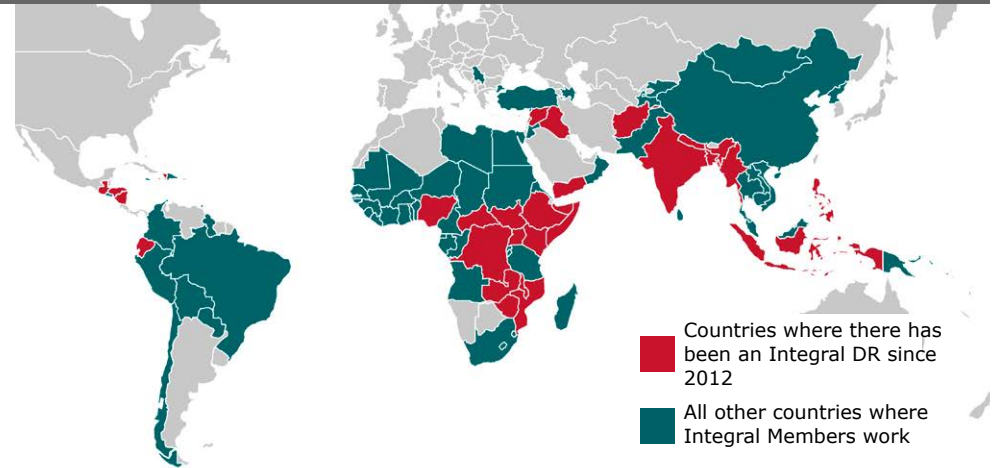 Countries where there has
been an Integral DR since
2012
All other countries where
Integral Members work